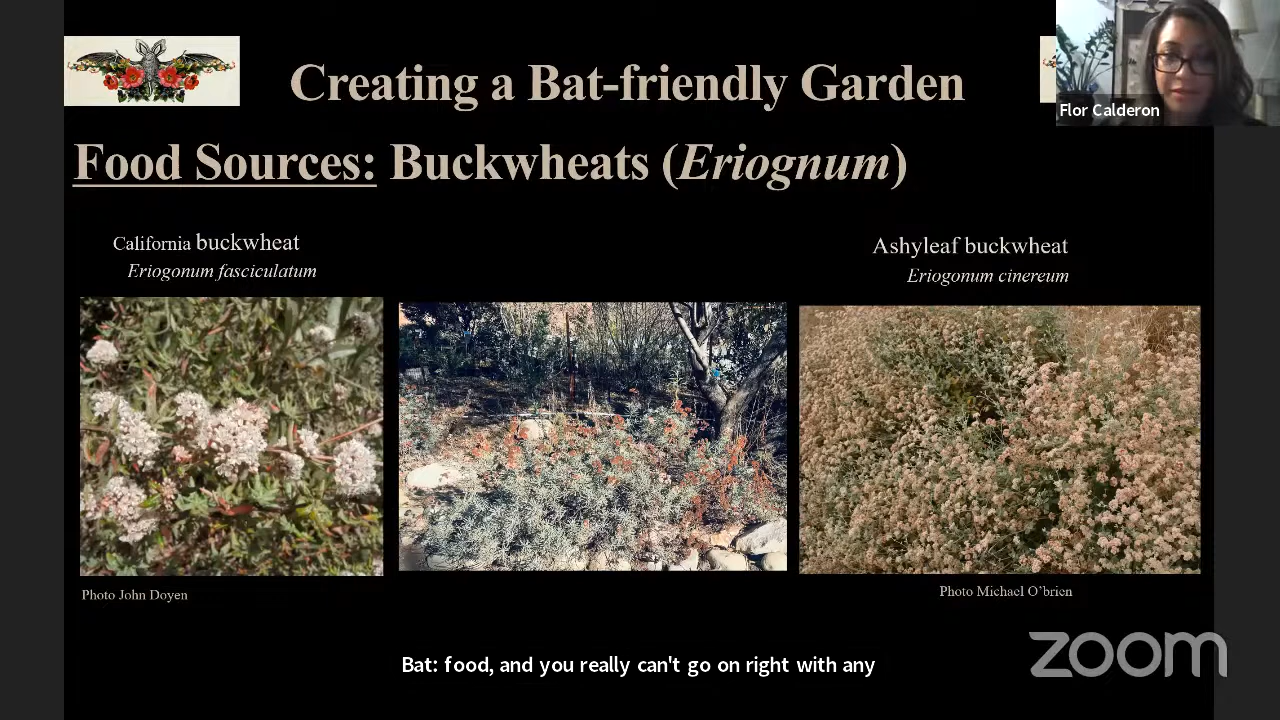 Creating a Bat-friendly Garden
Flor Calderon
Food Sources: Buckwheats (Eriognum)
California buckwheat
Eriogonum fasciculatum
Ashyleaf buckwheat
Eriogonum cinereum
Photo John Doyen
Photo Michael O'brien
Bat: food, and you really can't go on right with any
zoom